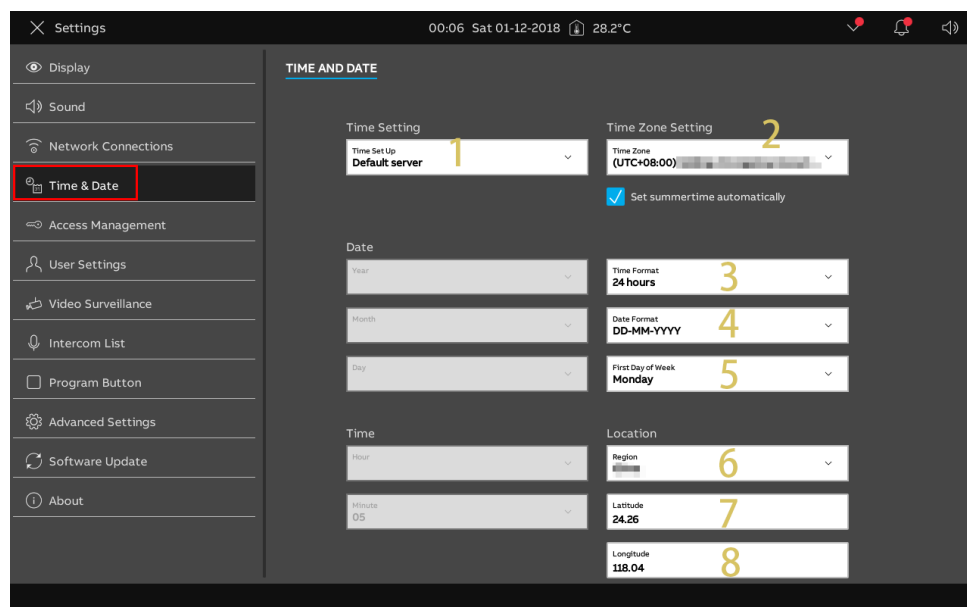 Settings
00:06 Sat 01-12-2018 28.2°C
Display
Sound
Network Connections
Time & Date
Access Management
User Settings
Video Surveillance
Intercom List
Program Button
Advanced Settings
Software Update
About
TIME AND DATE
Time Setting
Time Set Up
Default server
1
Time Zone Setting
2
Time Zone
(UTC+08:00)
Set summertime automatically
Date
Year
Month
Day
Time Format
24 hours
3
Date Format
DD-MM-YYYY
4
First Day of Week
Monday
5
Time
Hour
Minute
05
Location
Region
6
Latitude
24.26
7
Longitude
118.04
8